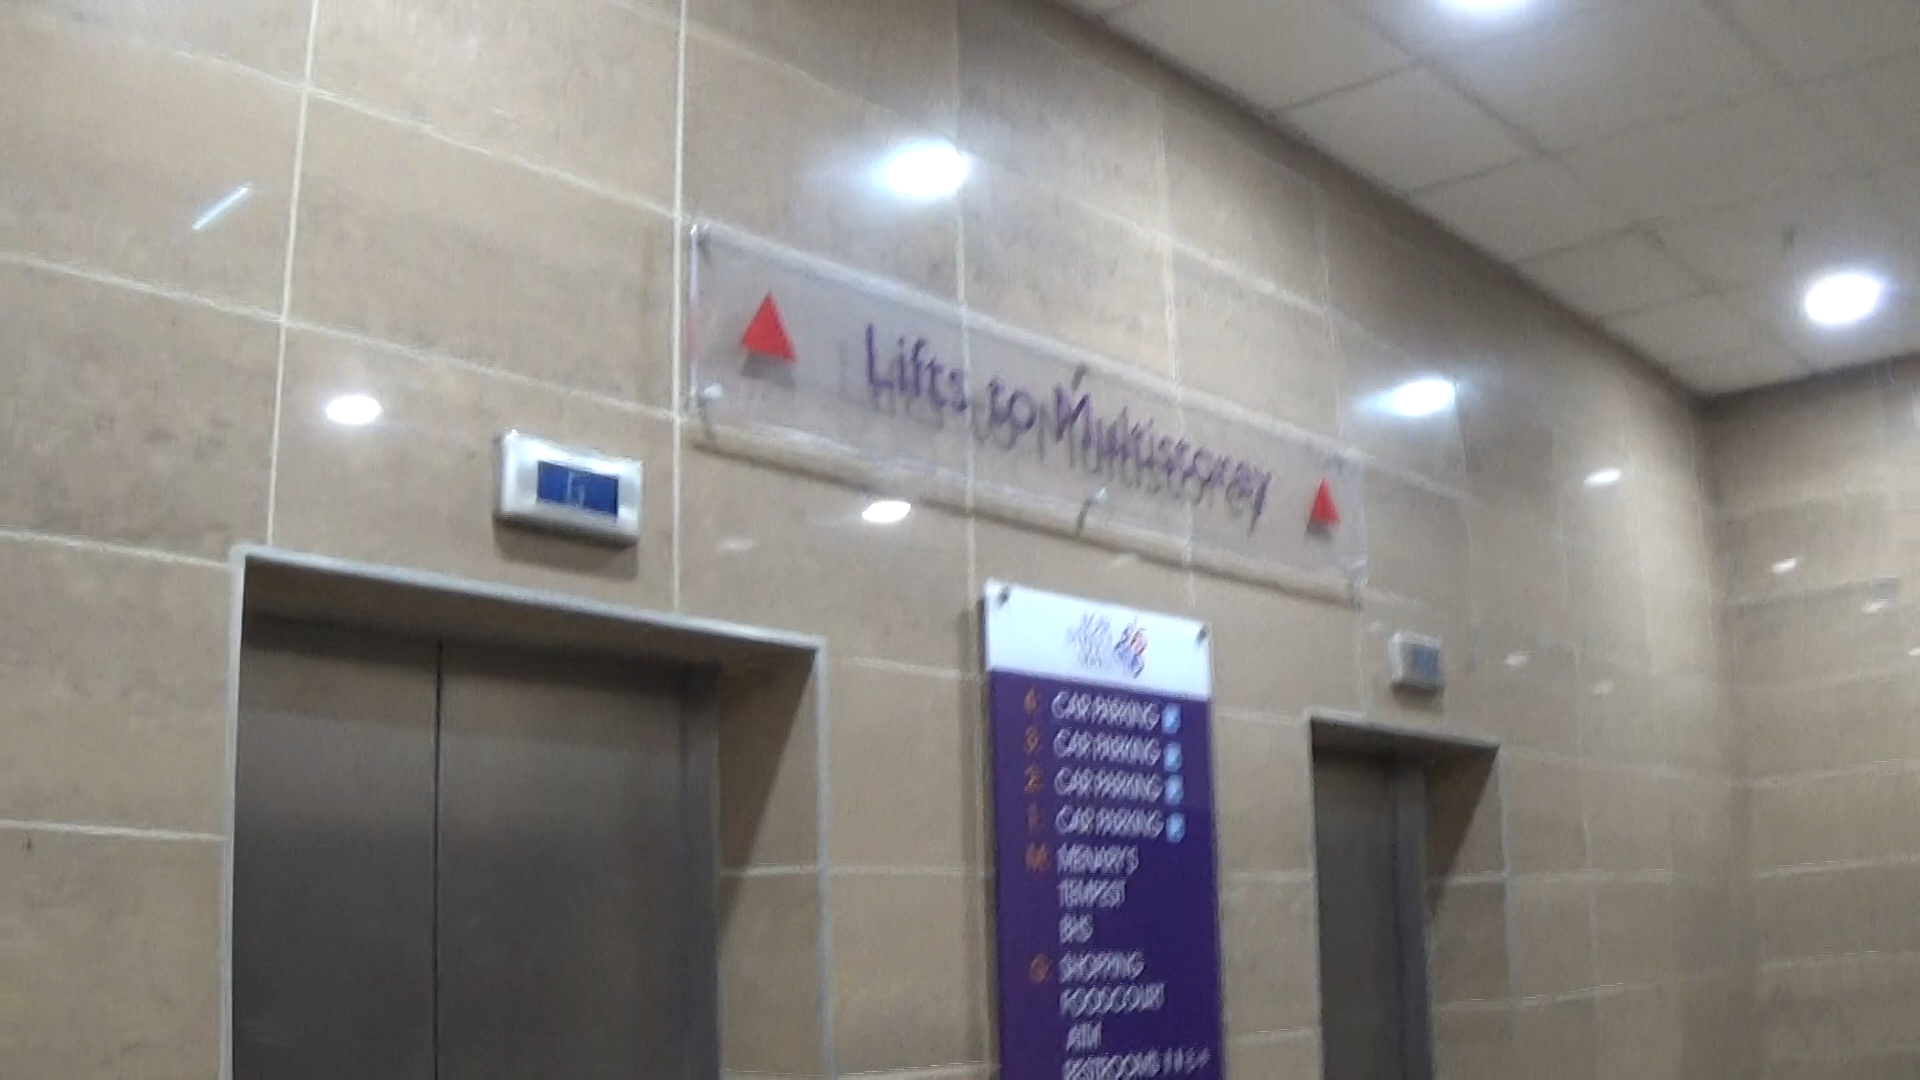 Lifts to Multistorey
4: CAR PARKING
3: CAR PARKING
2: CAR PARKING
1: CAR PARKING
M: MENARYS
TEMPEST
BHS
G: SHOPPING
FOODCOURT
ATM
RESTROOMS